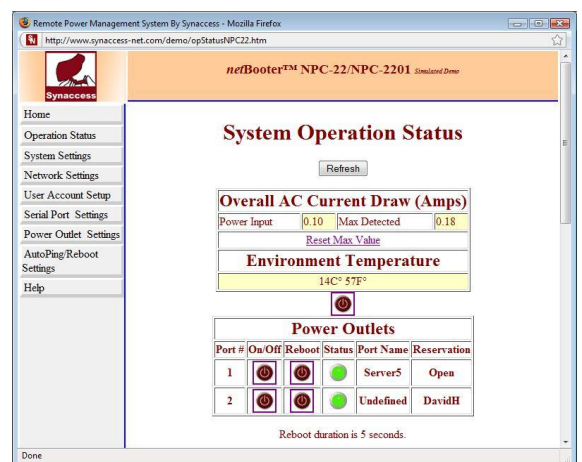 Remote Power Management System By Synaccess - Mozilla Firefox
http://www.synaccess-net.com/demo/opStatusNPC22.htm
Synaccess
netBooter™ NPC-22/NPC-2201 Simulated Demo
Home
Operation Status
System Settings
Network Settings
User Account Setup
Serial Port Settings
Power Outlet Settings
AutoPing/Reboot
Settings
Help
System Operation Status
Refresh
Overall AC Current Draw (Amps)
Power Input 0.10 Max Detected 0.18
Reset Max Value
Environment Temperature
14C° 57F°
Power Outlets
Port # On/Off Reboot Status Port Name Reservation
1 Server5 Open
2 Undefined DavidH
Reboot duration is 5 seconds.
Done